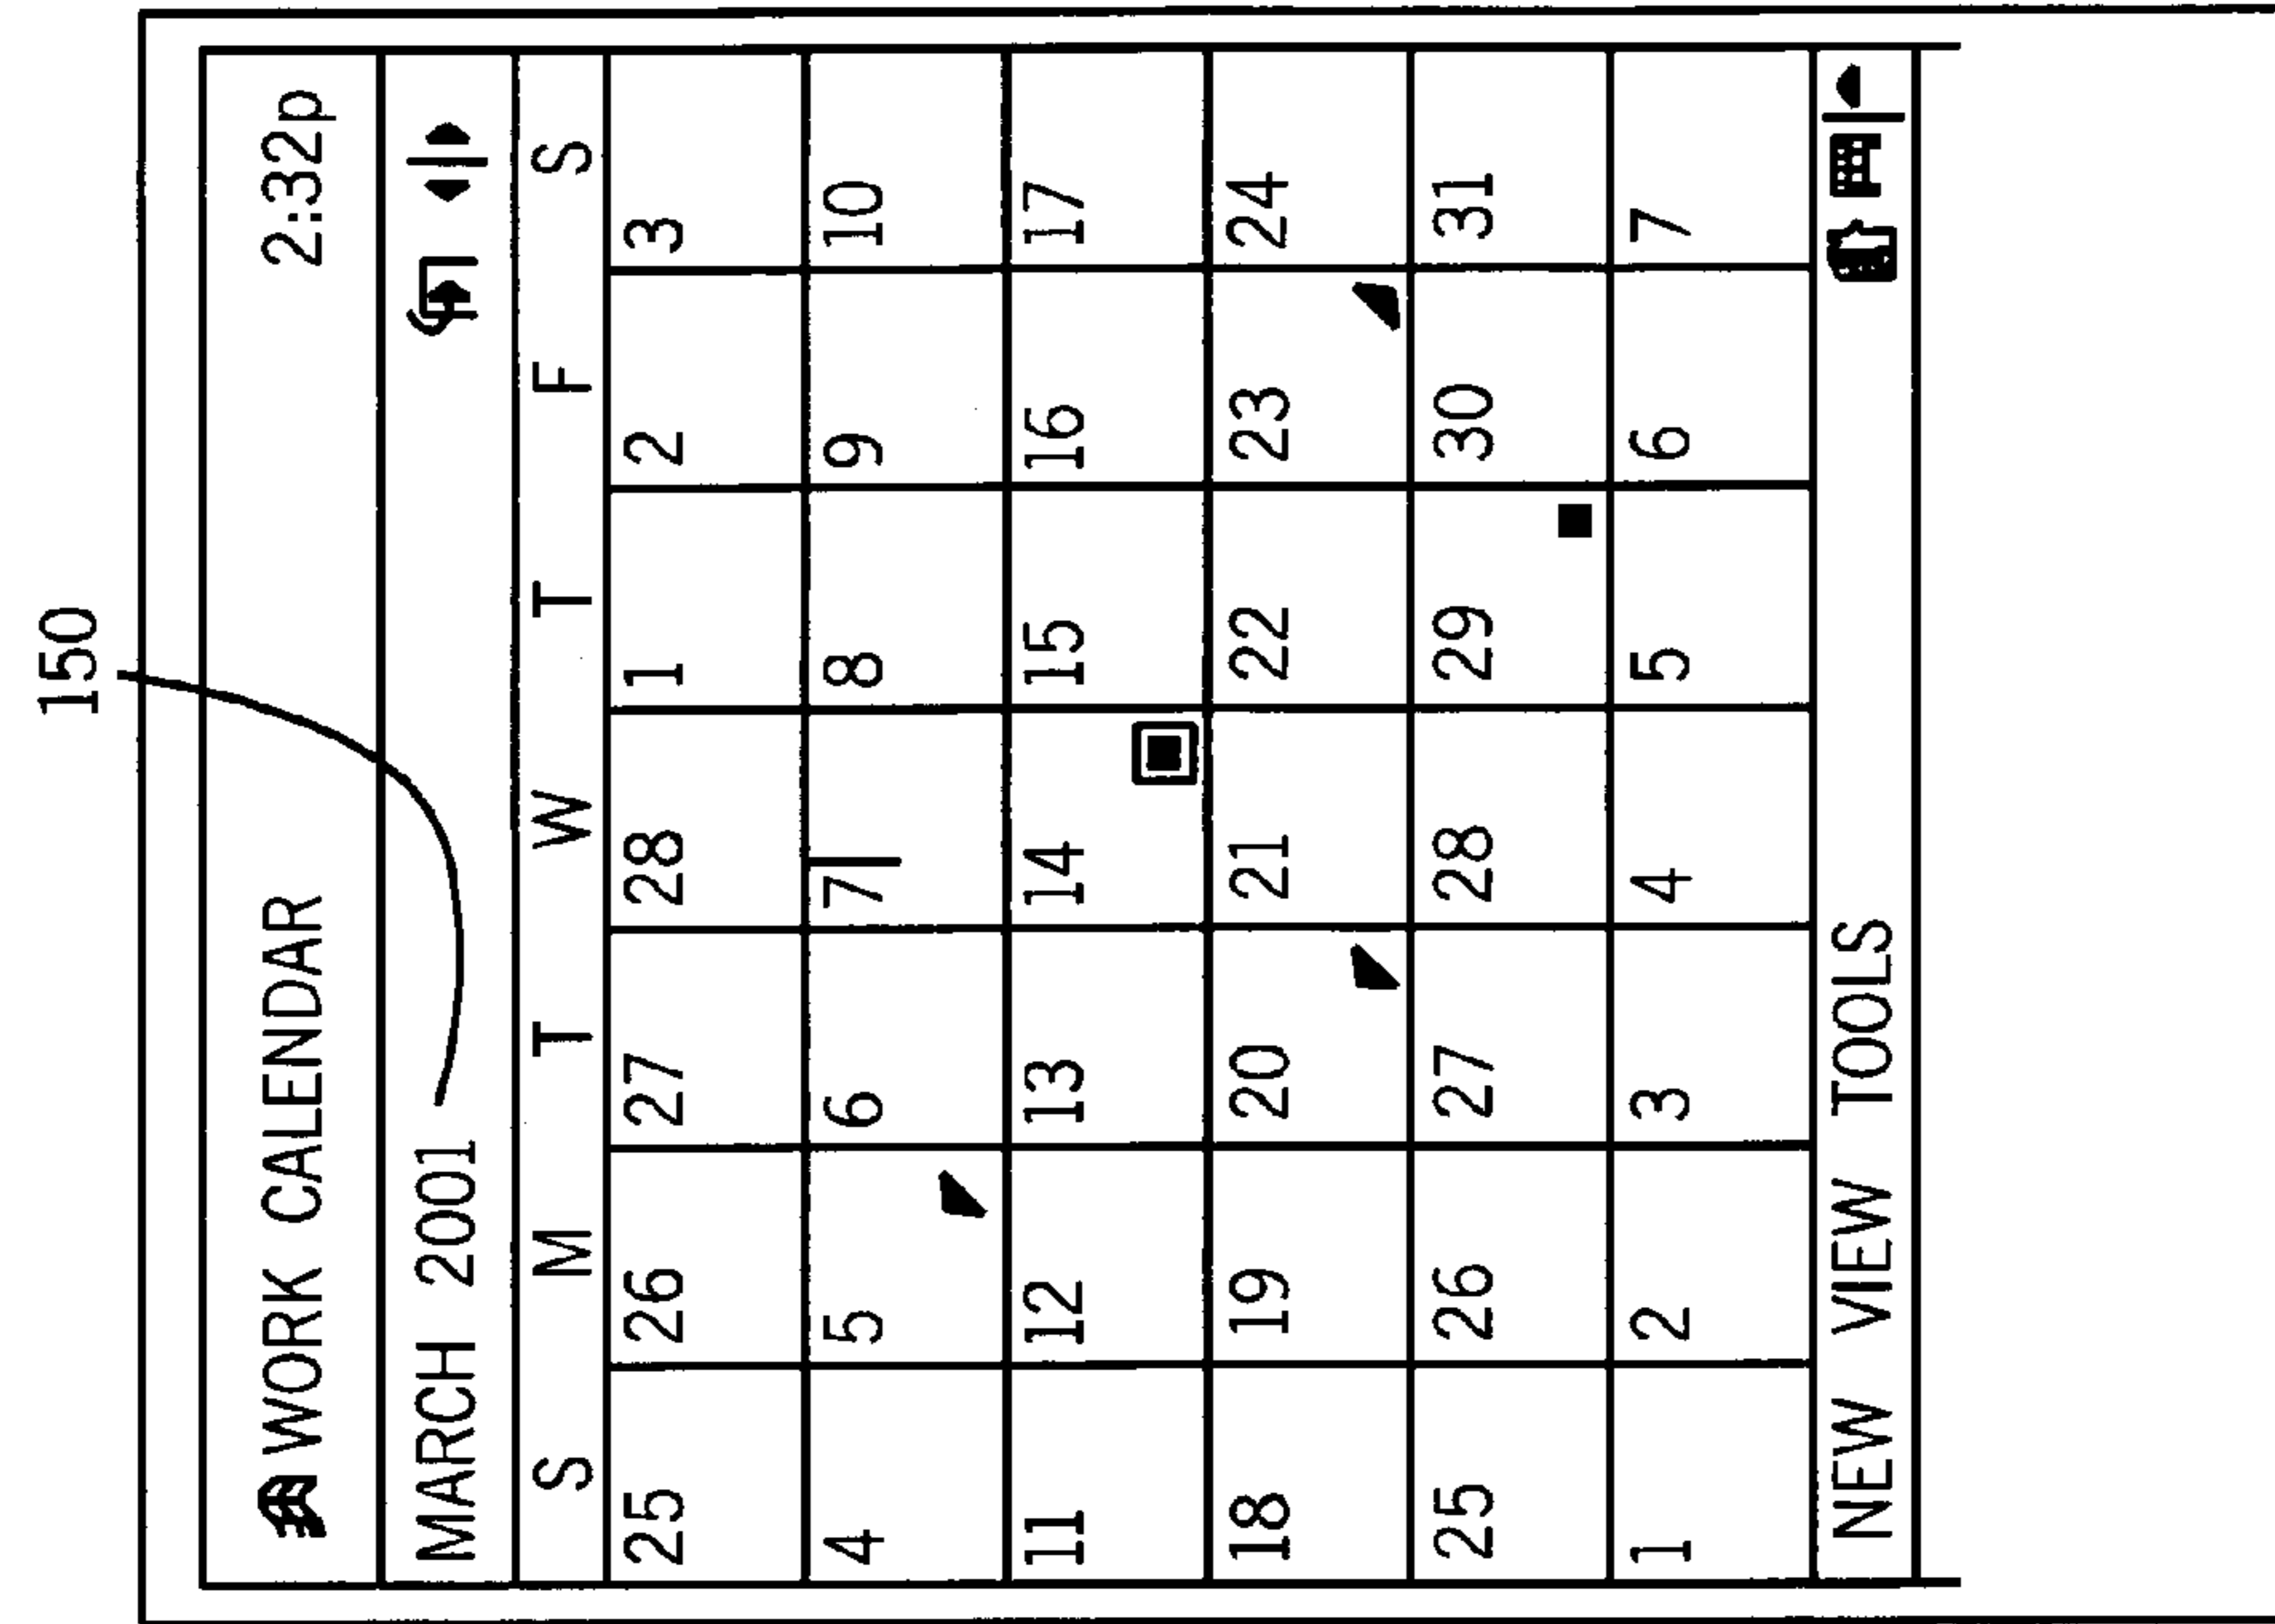 150
WORK CALENDAR 2:32p
MARCH 2001
S M T W T F S
25 26 27 28 1 2 3
4 5 6 7 8 9 10
11 12 13 14 15 16 17
18 19 20 21 22 23 24
25 26 27 28 29 30 31
1 2 3 4 5 6 7
NEW VIEW TOOLS